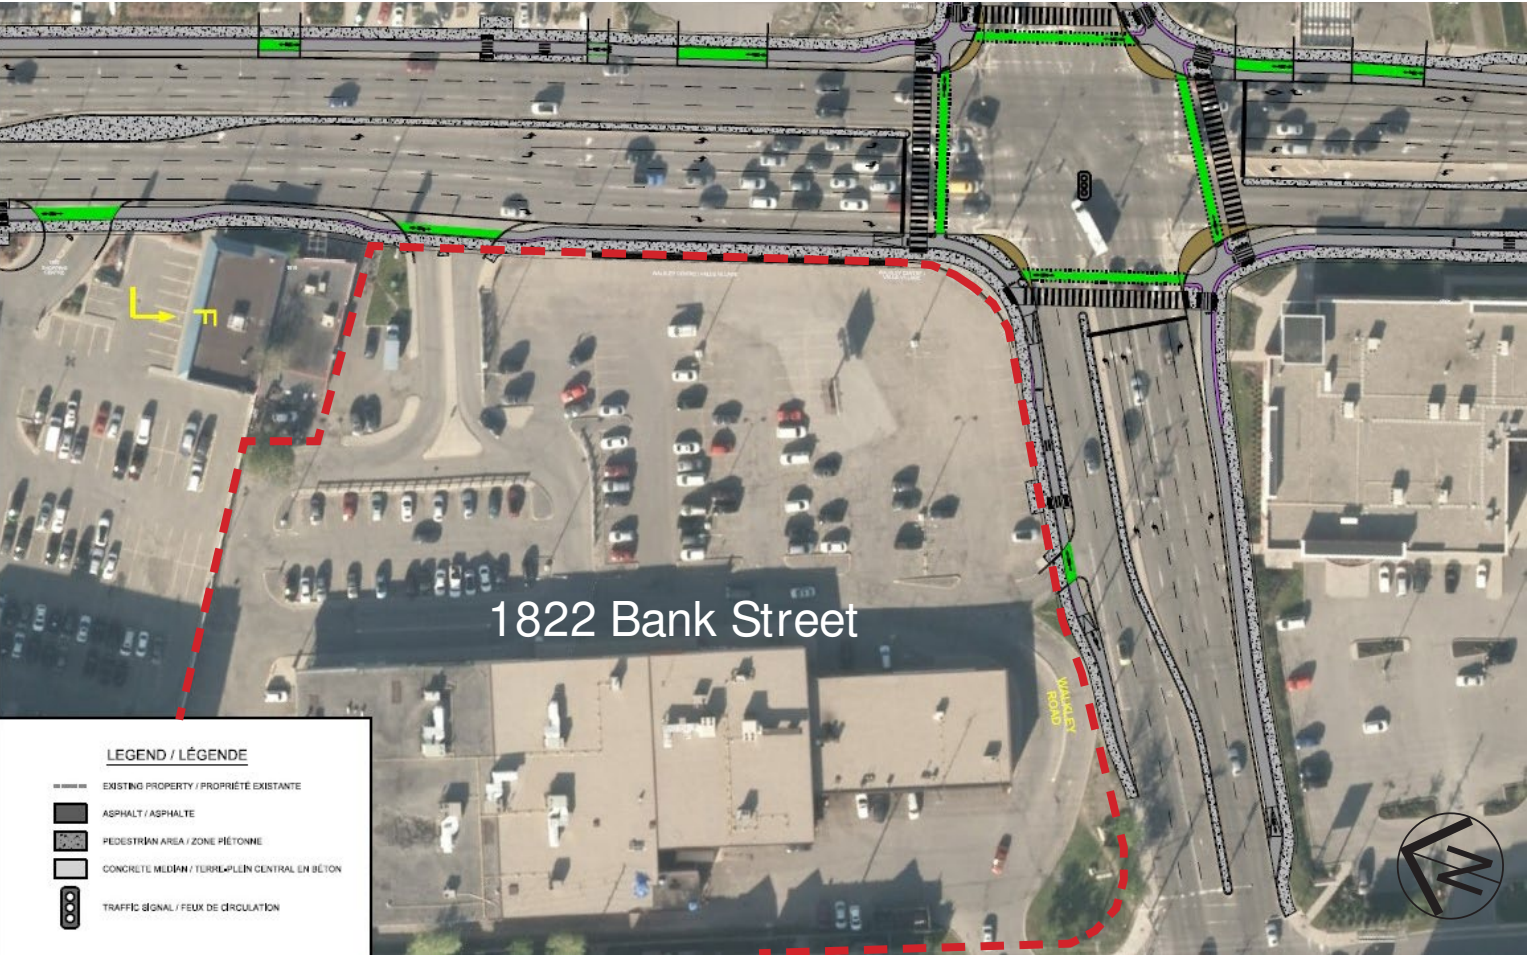 F
1822 Bank Street
WALKLEY
ROAD
LEGEND / LÉGENDE
EXISTING PROPERTY / PROPRIÉTÉ EXISTANTE
ASPHALT / ASPHALTE
PEDESTRIAN AREA / ZONE PIÉTONNE
CONCRETE MEDIAN / TERRE-PLEIN CENTRAL EN BÉTON
TRAFFIC SIGNAL / FEUX DE CIRCULATION